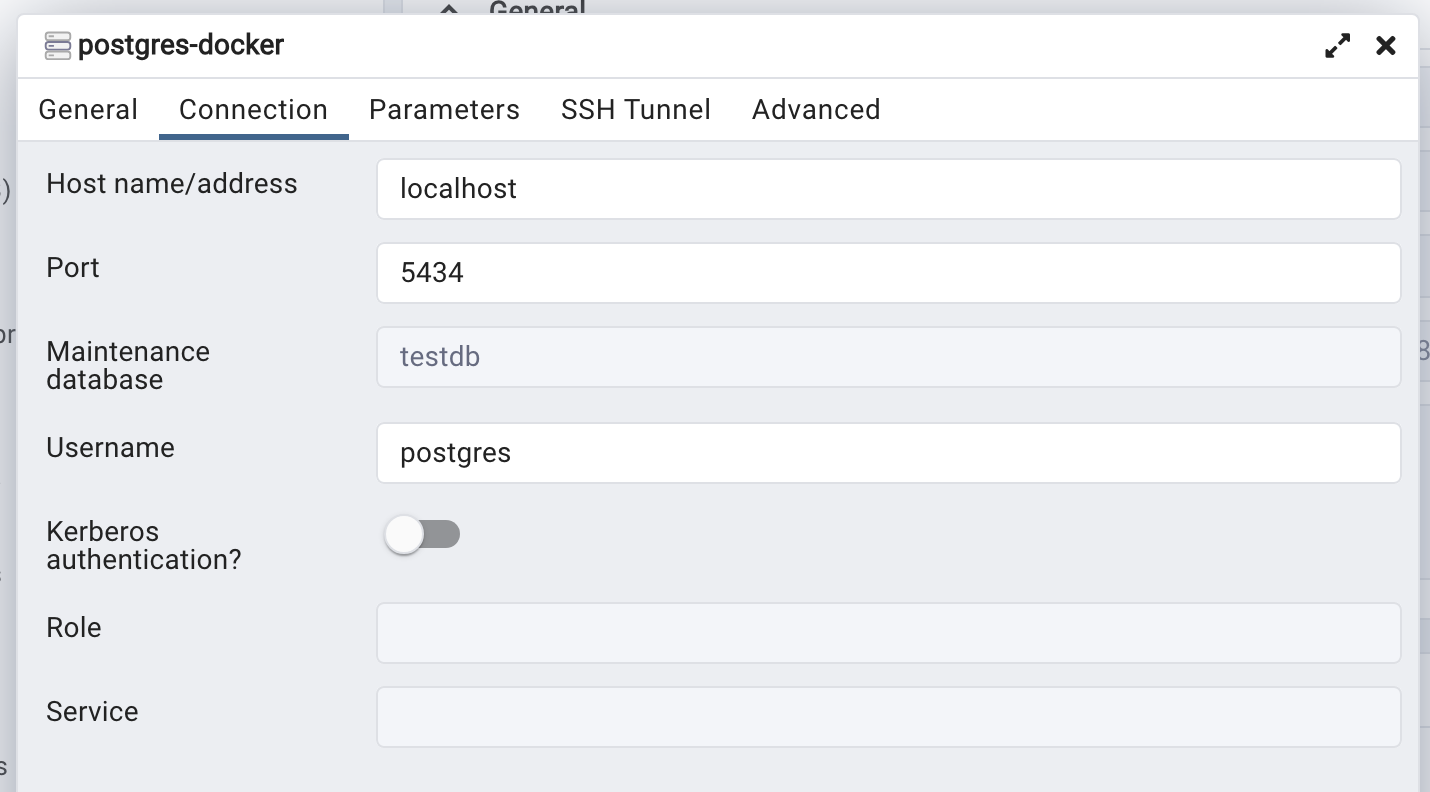 General
postgres-docker
General Connection Parameters SSH Tunnel Advanced
Host name/address
localhost
Port
5434
Maintenance
database
testdb
Username
postgres
Kerberos
authentication?
Role
Service